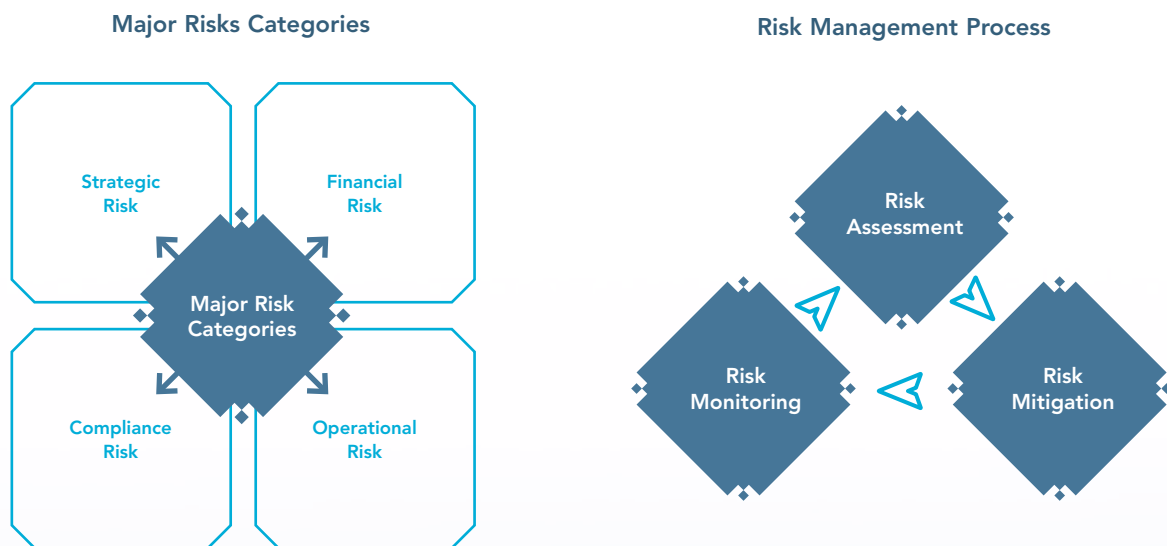 Major Risks Categories
Strategic
Risk
Financial
Risk
Major Risk
Categories
Compliance
Risk
Operational
Risk
Risk Management Process
Risk
Assessment
Risk
Monitoring
Risk
Mitigation